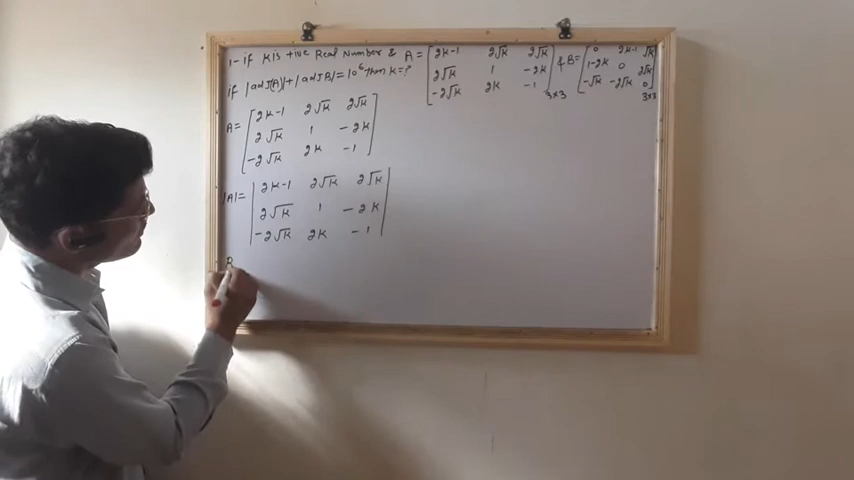 1- if K is +ive Real Number & A = [ 2K-1 2√K 2√K
2√K 1 -2K
-2√K 2K -1 ]3×3 & B = [ 0 2K-1 √K
1-2K 0 2√K
-√K -2√K 0 ]3×3
if |adJ(A)|+|adJ B|= 10⁶ Then K=?
A = [ 2K-1 2√K 2√K
2√K 1 -2K
-2√K 2K -1 ]
|A|= | 2K-1 2√K 2√K
2√K 1 -2K
-2√K 2K -1 |